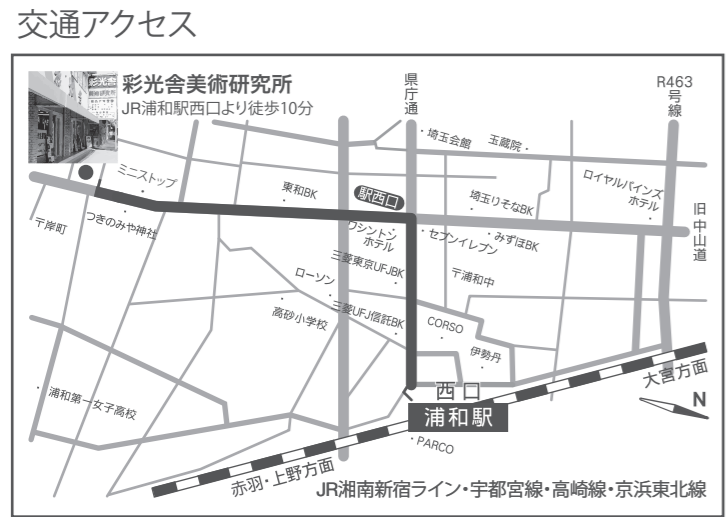 交通アクセス
彩光舎美術研究所
JR浦和駅西口より徒歩10分
県庁通
R463号線
埼玉会館
玉蔵院
ミニストップ
東和BK
駅西口
埼玉りそなBK
ロイヤルパインズ
ホテル
旧中山道
〒岸町
つきのみや神社
ワシントン
ホテル
セブンイレブン
みずほBK
三菱東京UFJBK
〒浦和中
ローソン
三菱UFJ信託BK
高砂小学校
CORSO
伊勢丹
浦和第一女子高校
西口
浦和駅
大宮方面
N
PARCO
赤羽・上野方面
JR湘南新宿ライン・宇都宮線・高崎線・京浜東北線